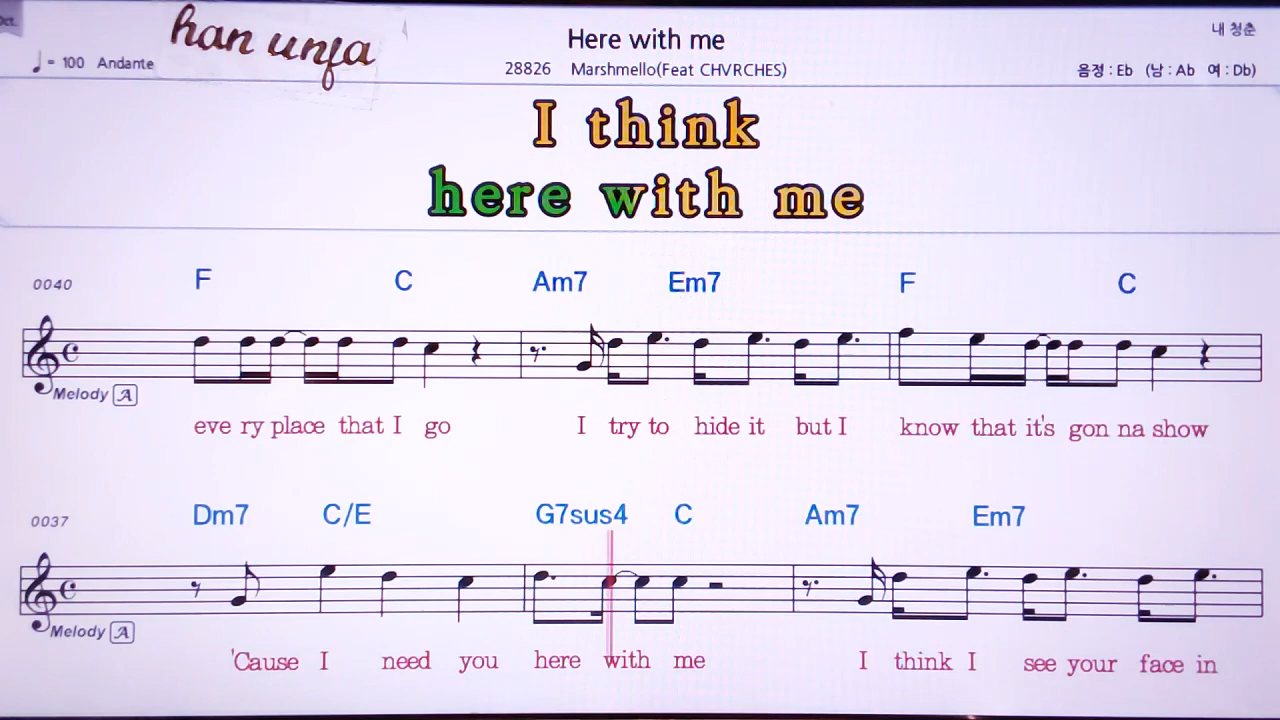 Oct.
han unfa
Here with me
내 청춘
♩ = 100 Andante
28826 Marshmello(Feat CHVRCHES)
음정 : Eb (남 : Ab 여 : Db)
I think
here with me
0040
F C Am7 Em7 F C
Melody A
eve ry place that I go I try to hide it but I know that it's gon na show
0037
Dm7 C/E G7sus4 C Am7 Em7
Melody A
'Cause I need you here with me I think I see your face in